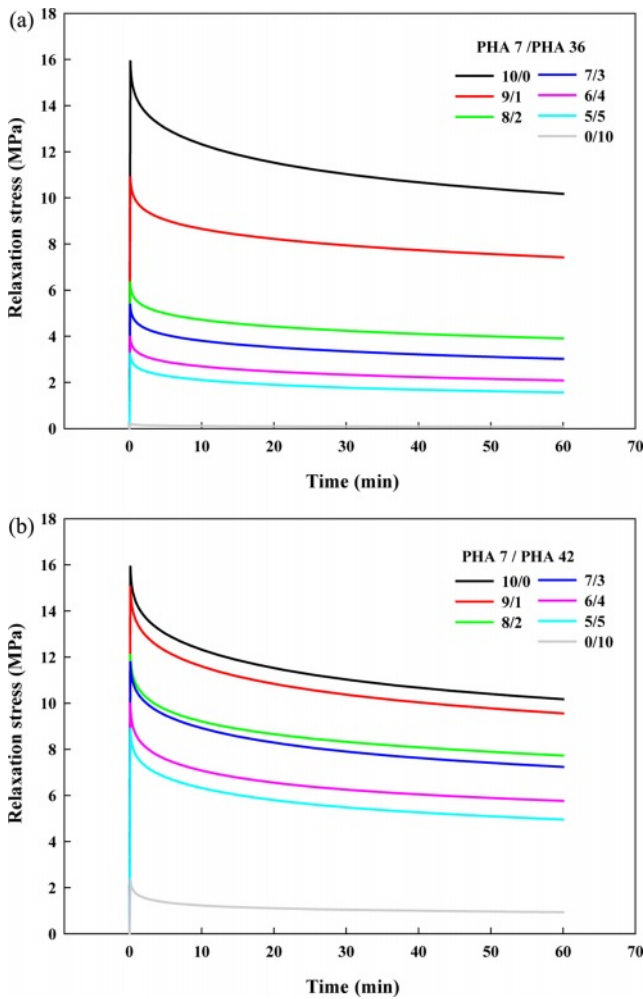 (a)
PHA 7 /PHA 36
10/0 7/3
9/1 6/4
8/2 5/5
0/10
Relaxation stress (MPa)
18
16
14
12
10
8
6
4
2
0
0 10 20 30 40 50 60 70
Time (min)
(b)
PHA 7 / PHA 42
10/0 7/3
9/1 6/4
8/2 5/5
0/10
Relaxation stress (MPa)
18
16
14
12
10
8
6
4
2
0
0 10 20 30 40 50 60 70
Time (min)